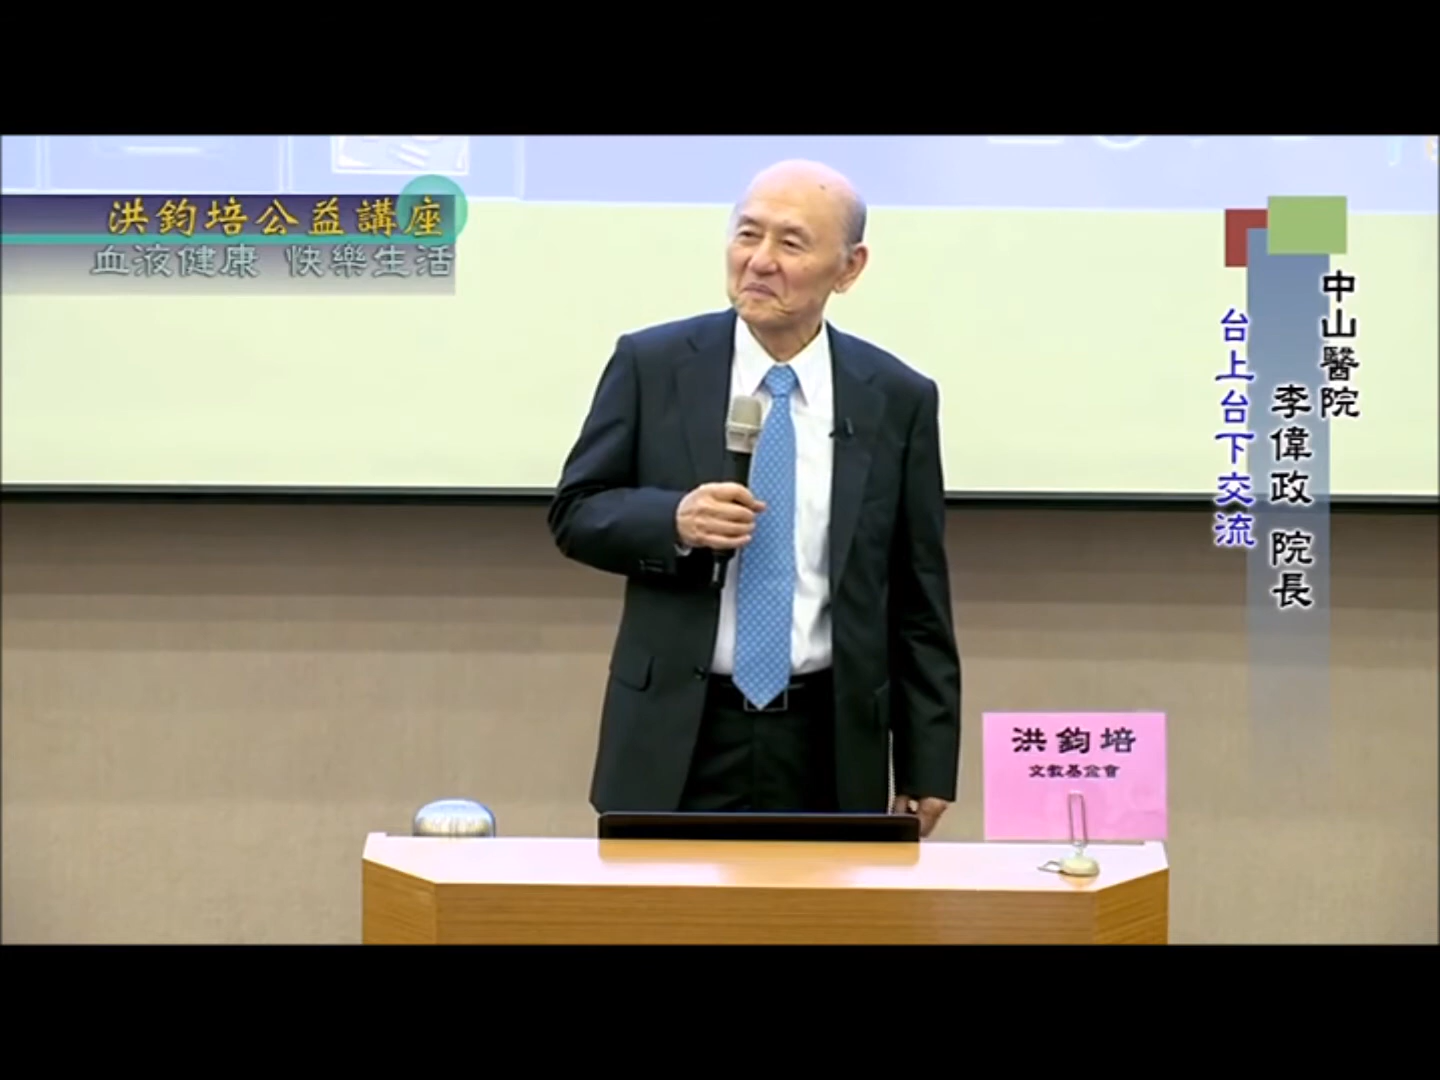 洪鈞培公益講座
血液健康 快樂生活
中山醫院
李偉政 院長
台上台下交流
洪鈞培
文教基金會